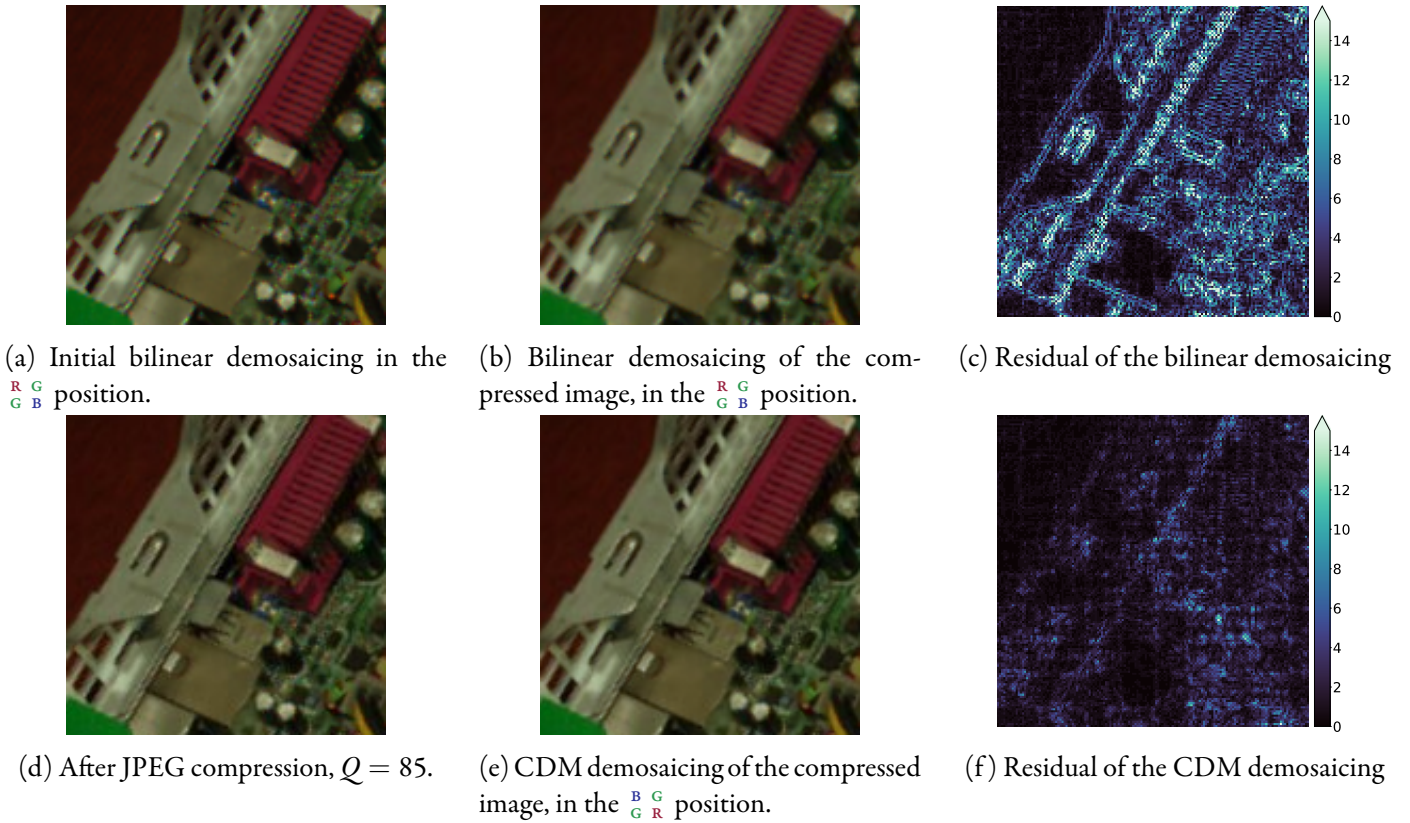 14
12
10
8
6
4
2
0
(a) Initial bilinear demosaicing in the
R G
G B position.
(b) Bilinear demosaicing of the com-
pressed image, in the R G
G B position.
(c) Residual of the bilinear demosaicing
14
12
10
8
6
4
2
0
(d) After JPEG compression, Q = 85.
(e) CDM demosaicing of the compressed
image, in the B G
G R position.
(f) Residual of the CDM demosaicing